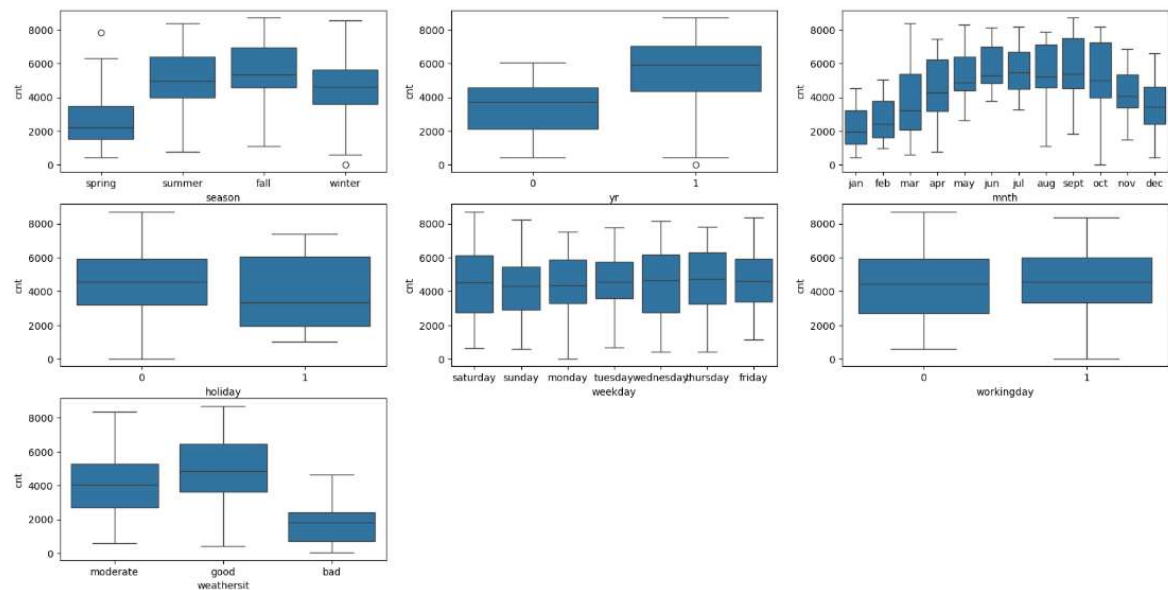 8000
6000
4000
2000
0
cnt
spring summer fall winter
season
8000
6000
4000
2000
0
cnt
0 1
yr
8000
6000
4000
2000
0
cnt
jan feb mar apr may jun jul aug sept oct nov dec
mnth
8000
6000
4000
2000
0
cnt
0 1
holiday
8000
6000
4000
2000
0
cnt
saturday sunday monday tuesday wednesday thursday friday
weekday
8000
6000
4000
2000
0
cnt
0 1
workingday
8000
6000
4000
2000
0
cnt
moderate good bad
weathersit